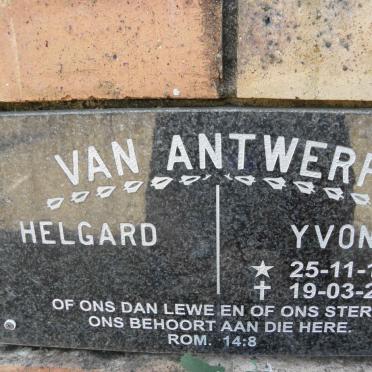 VAN ANTWERP
HELGARD
YVON
25-11-1
19-03-2
OF ONS DAN LEWE EN OF ONS STER
ONS BEHOORT AAN DIE HERE.
ROM. 14:8